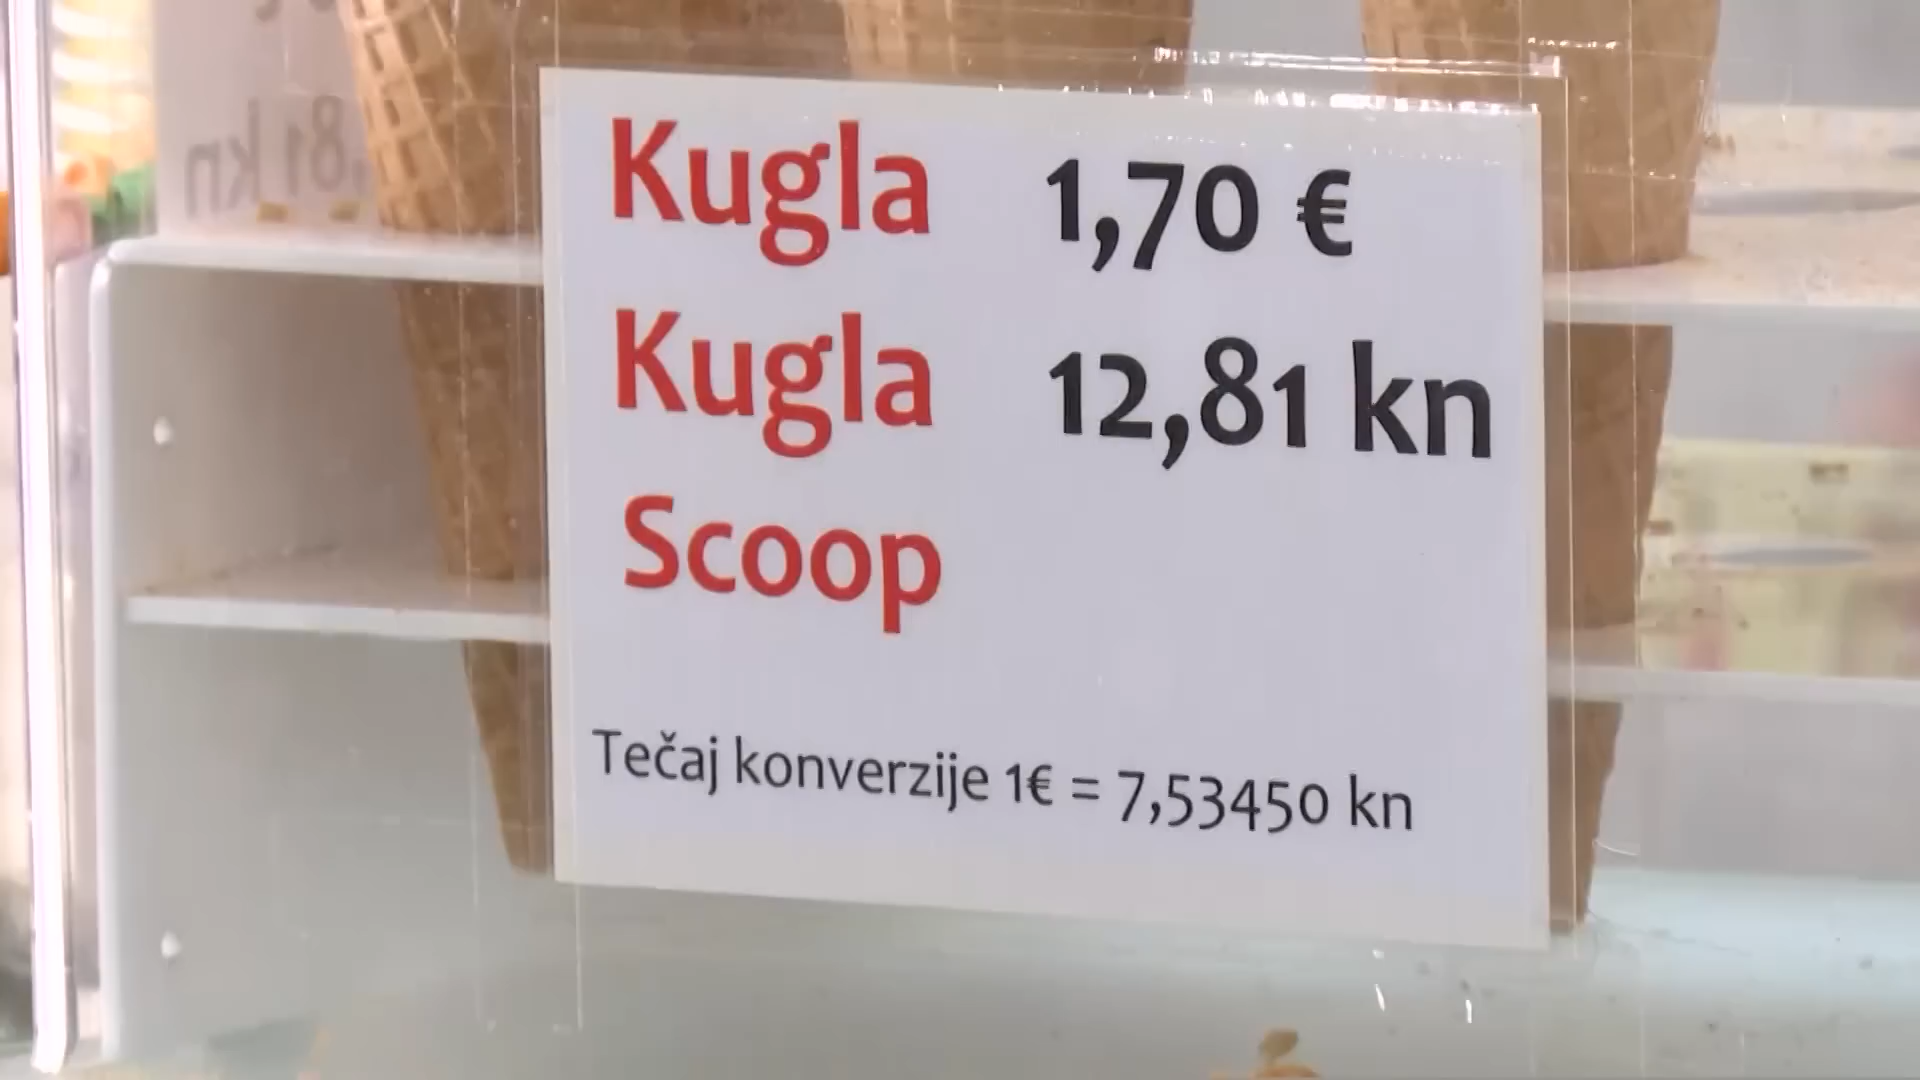 Kugla 1,70 €
Kugla 12,81 kn
Scoop
Tečaj konverzije 1€ = 7,53450 kn